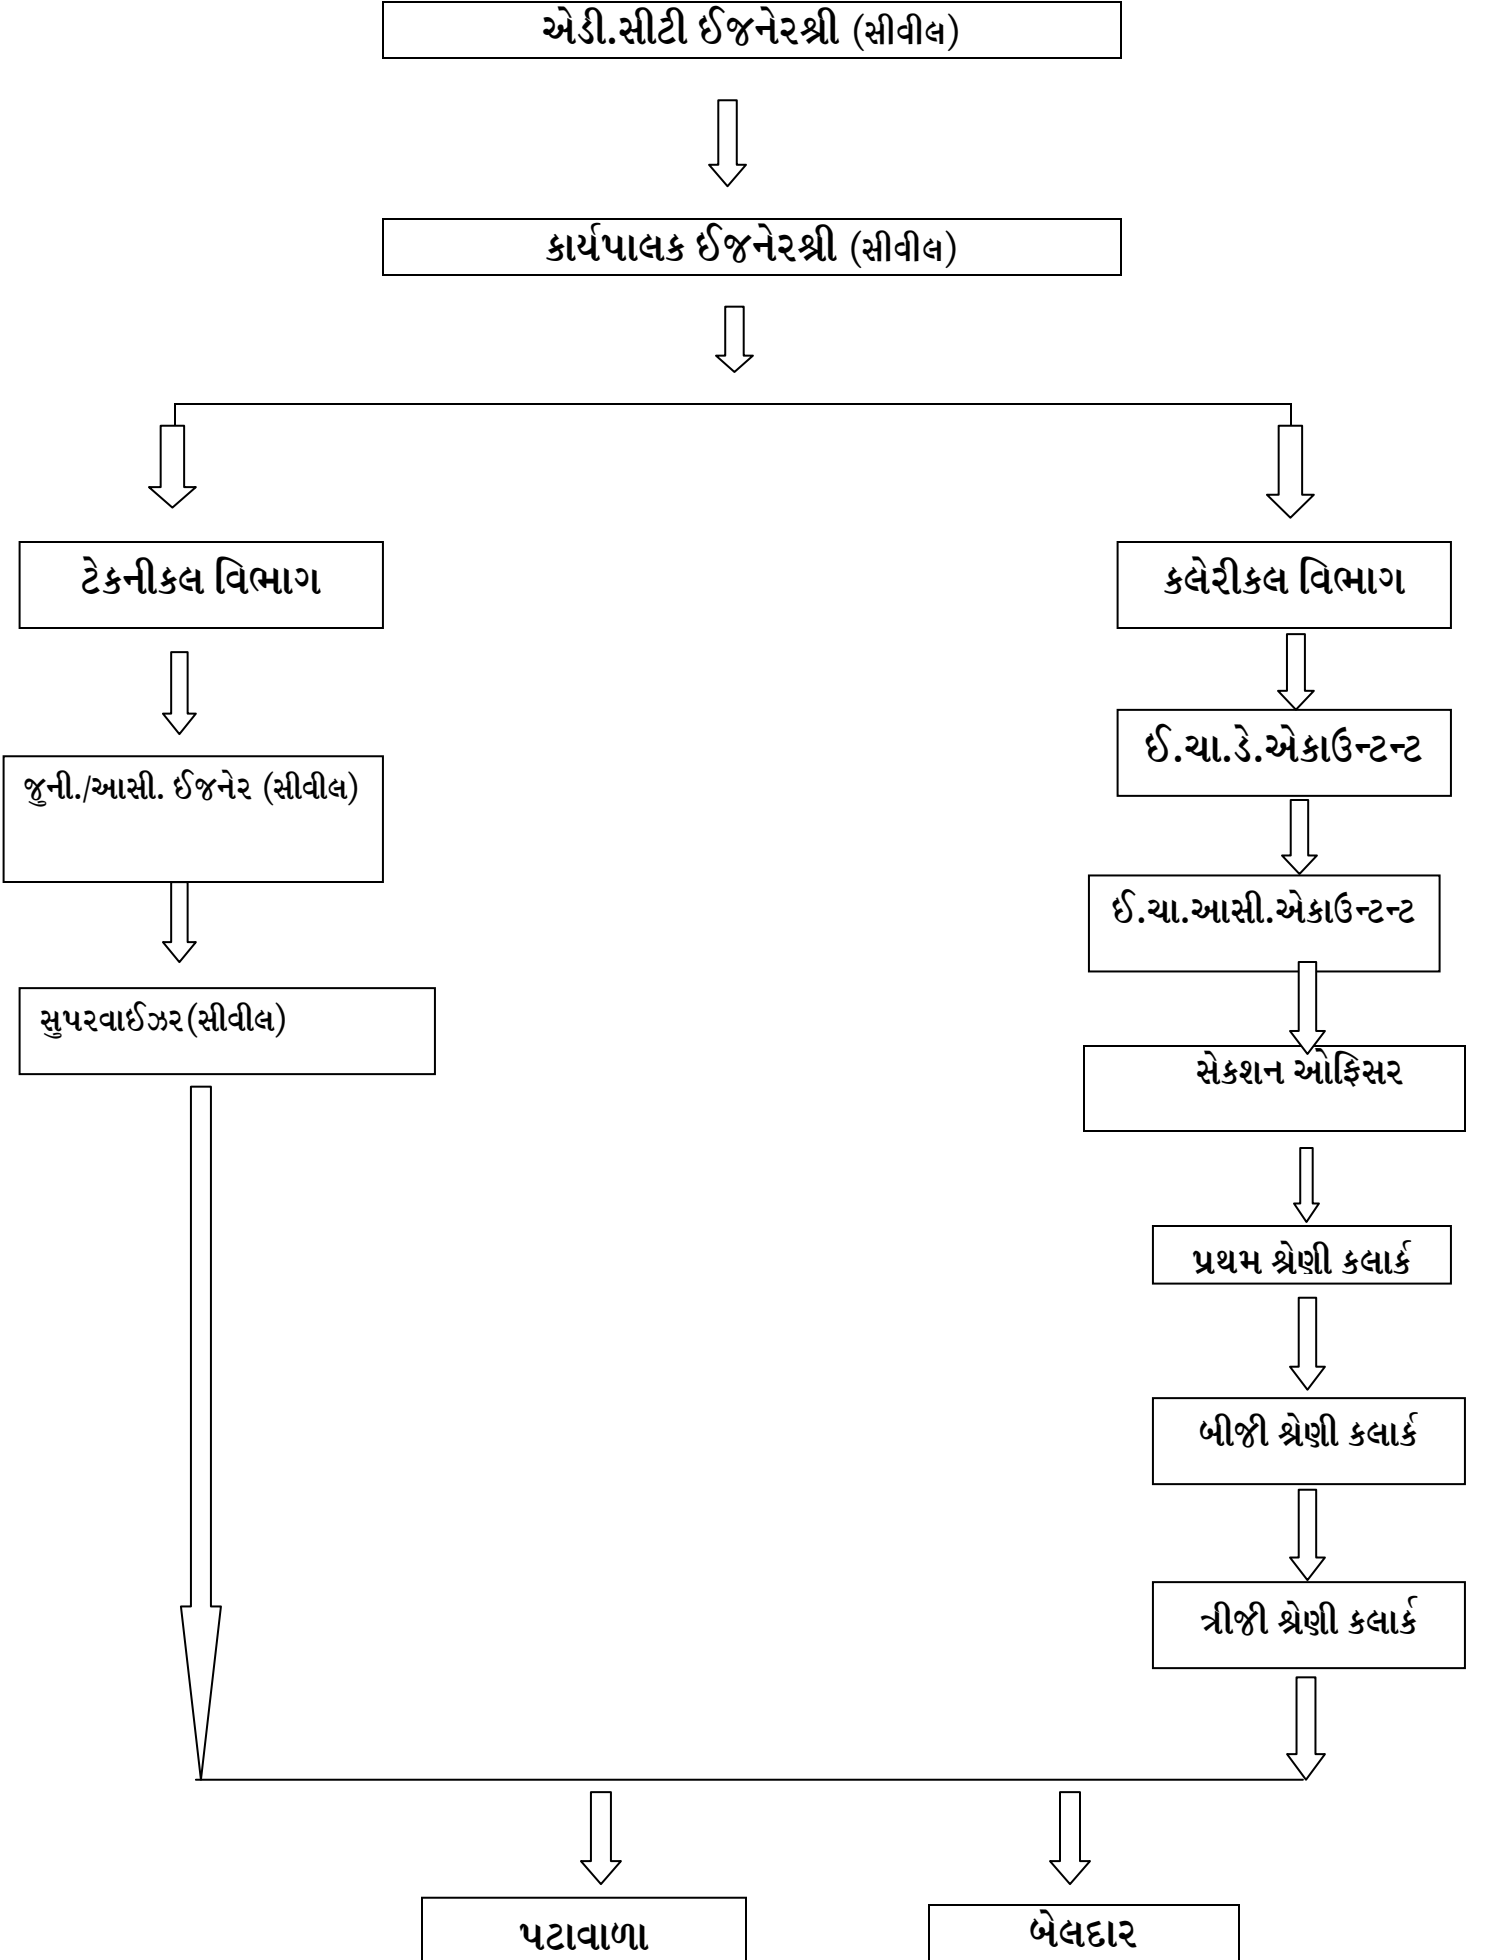 એડી.સીટી ઈજનેરશ્રી (સીવીલ)
કાર્યપાલક ઈજનેરશ્રી (સીવીલ)
ટેકનીકલ વિભાગ
કલેરીકલ વિભાગ
ઈ.ચા.ડે.એકાઉન્ટન્ટ
જુની./આસી. ઈજનેર (સીવીલ)
ઈ.ચા.આસી.એકાઉન્ટન્ટ
સુપરવાઈઝર(સીવીલ)
સેકશન ઓફિસર
પ્રથમ શ્રેણી કલાર્ક
બીજી શ્રેણી કલાર્ક
ત્રીજી શ્રેણી કલાર્ક
પટાવાળા
બેલદાર